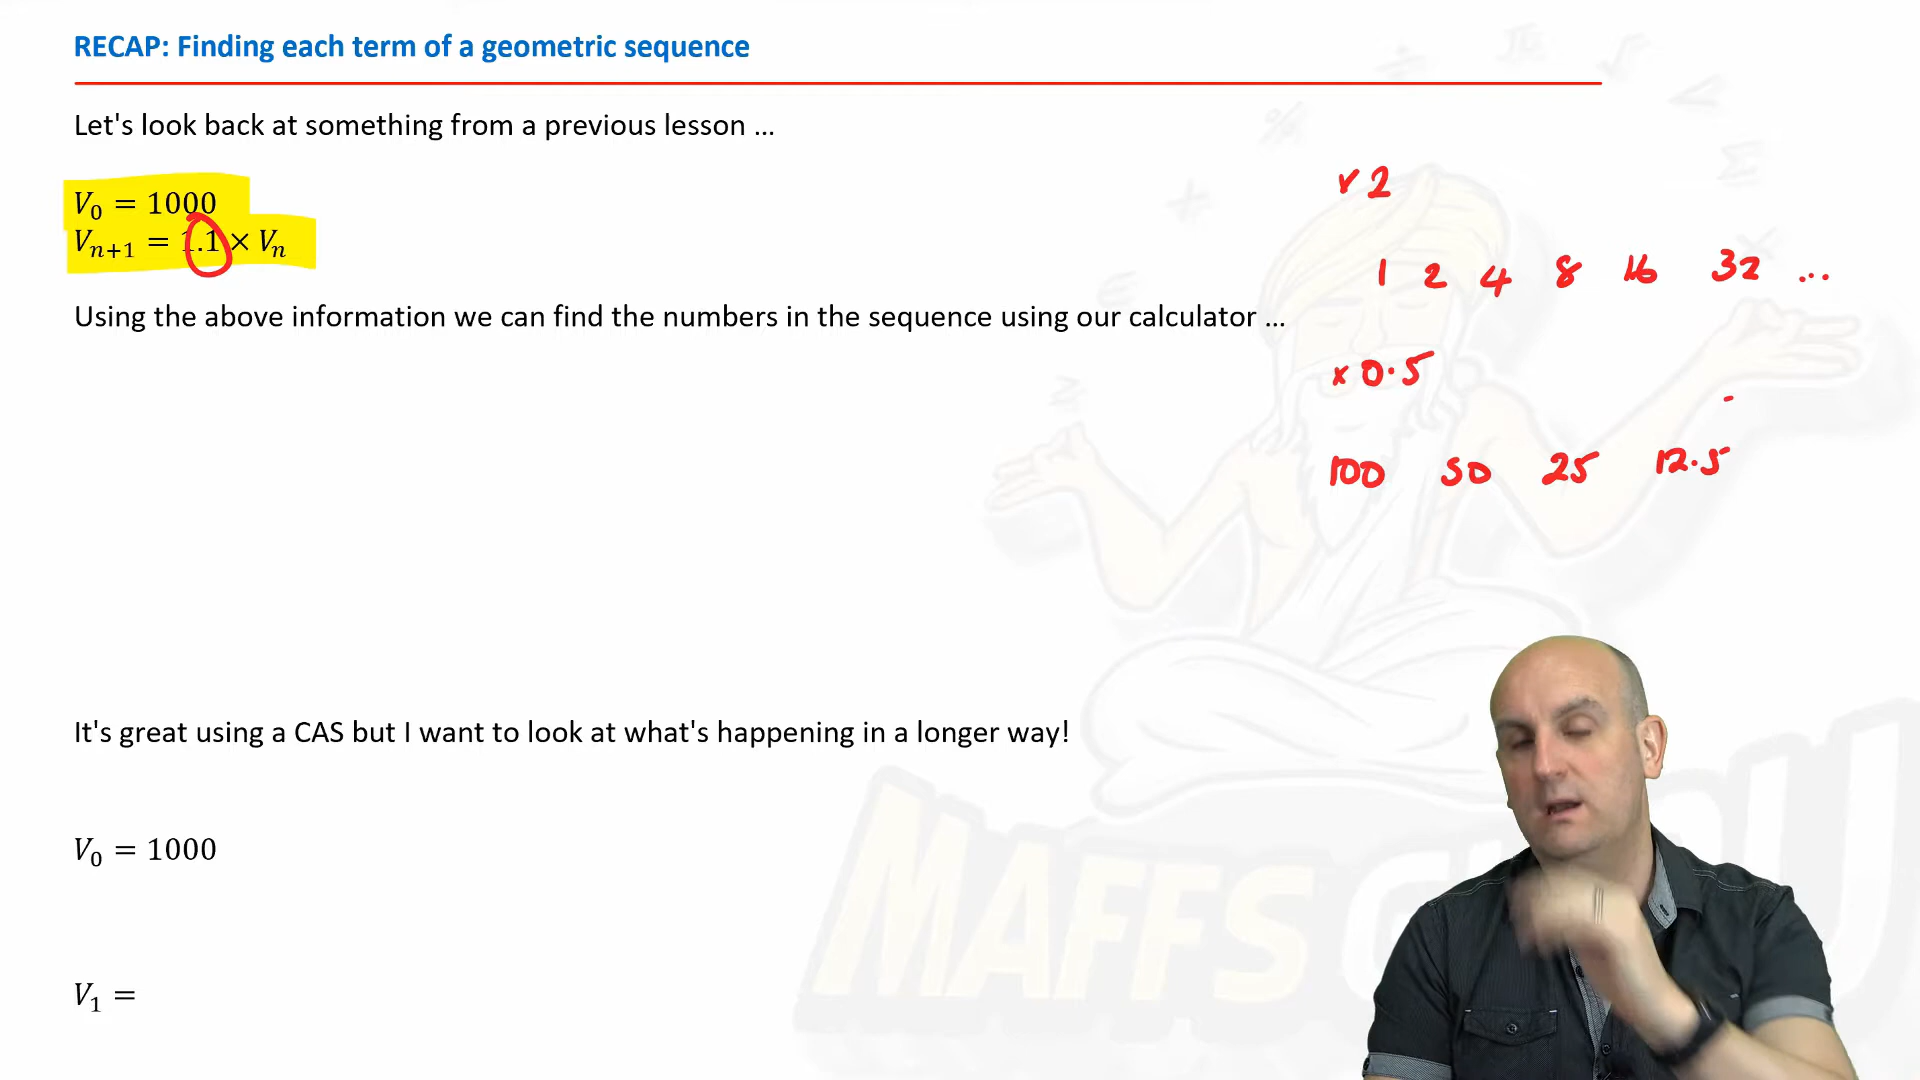 RECAP: Finding each term of a geometric sequence
Let's look back at something from a previous lesson ...
V₀ = 1000
Vₙ₊₁ = 1.1 × Vₙ
Using the above information we can find the numbers in the sequence using our calculator ...
× 2
1 2 4 8 16 32 ...
× 0.5
100 50 25 12.5
It's great using a CAS but I want to look at what's happening in a longer way!
V₀ = 1000
V₁ =
MAFFS GURU